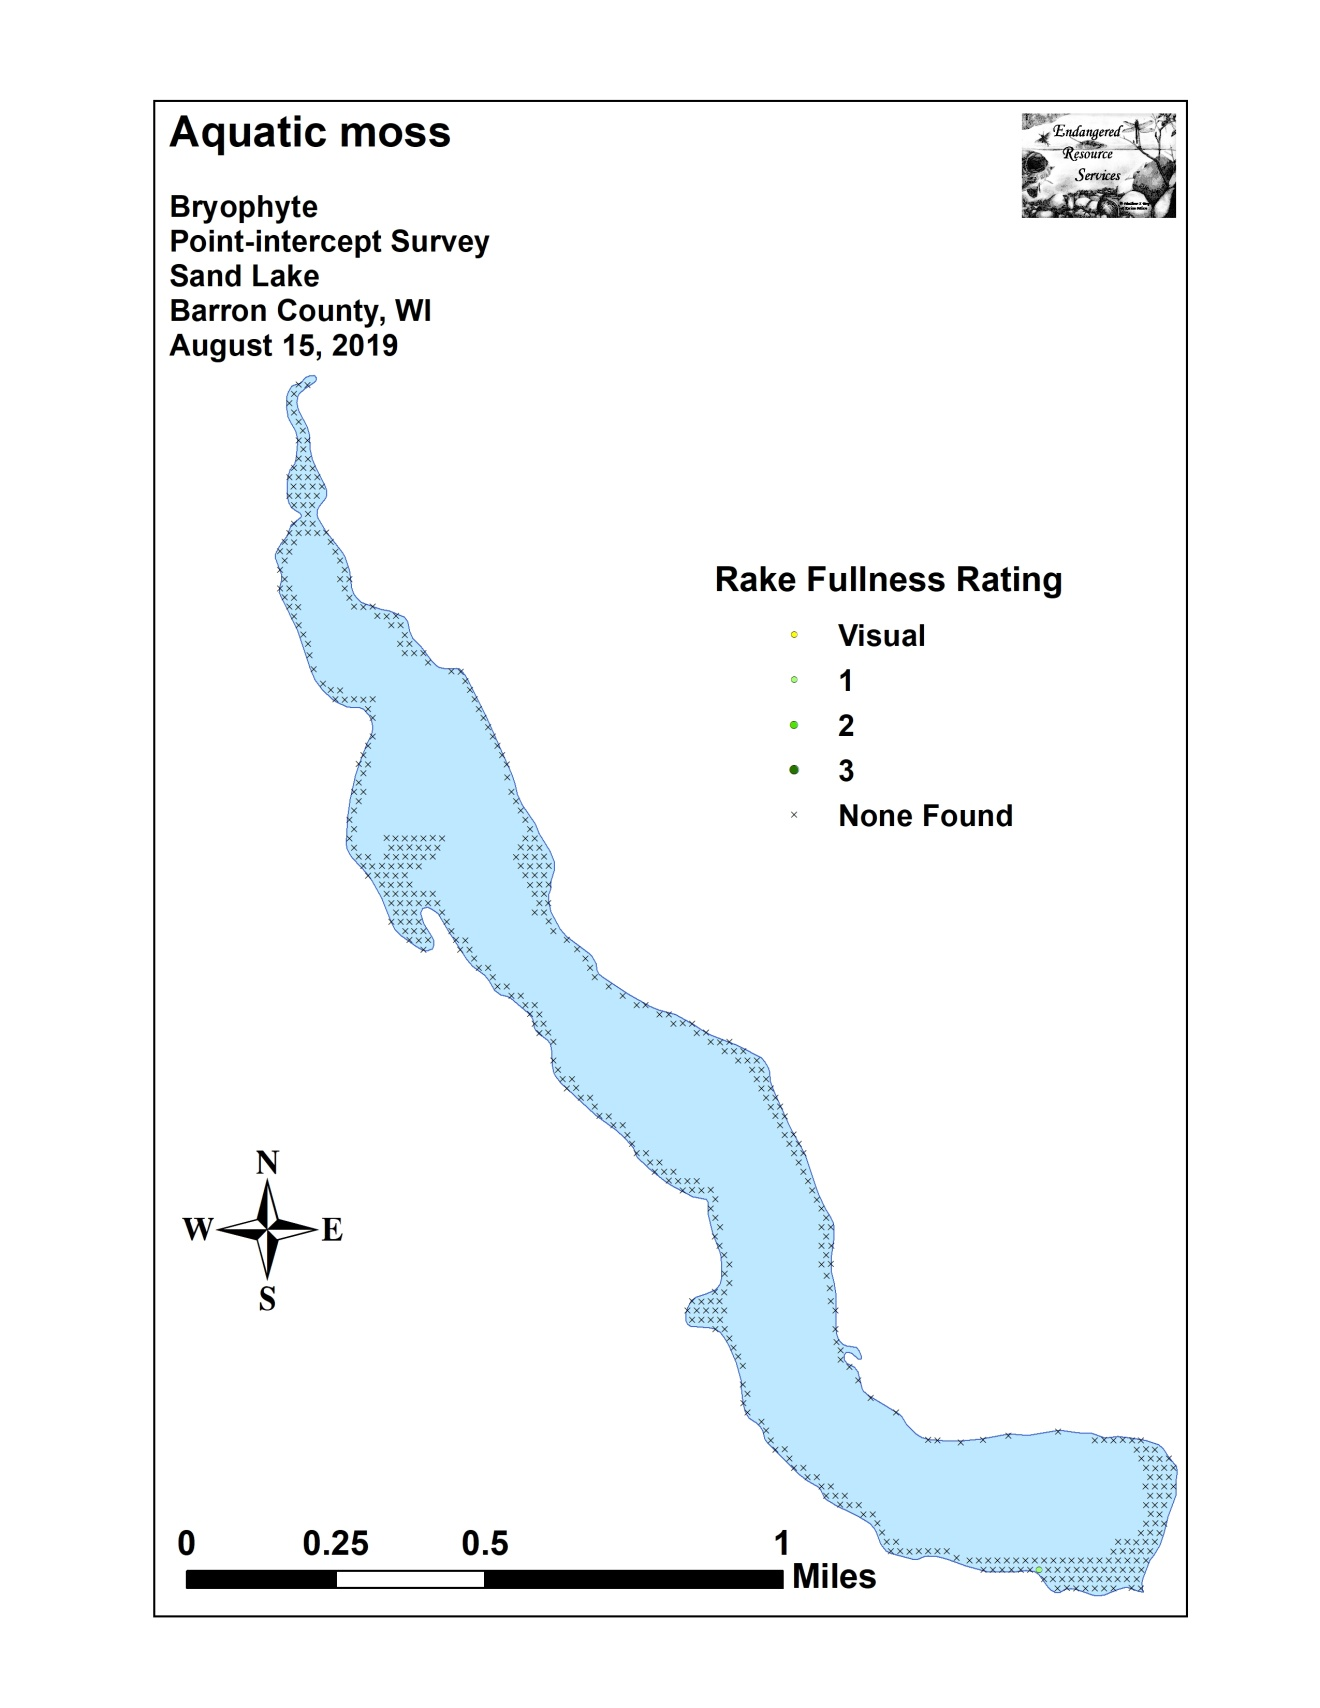 Aquatic moss
Endangered
Resource
Services
Bryophyte
Point-intercept Survey
Sand Lake
Barron County, WI
August 15, 2019
Rake Fullness Rating
Visual
1
2
3
None Found
N
W E
S
0 0.25 0.5 1
Miles